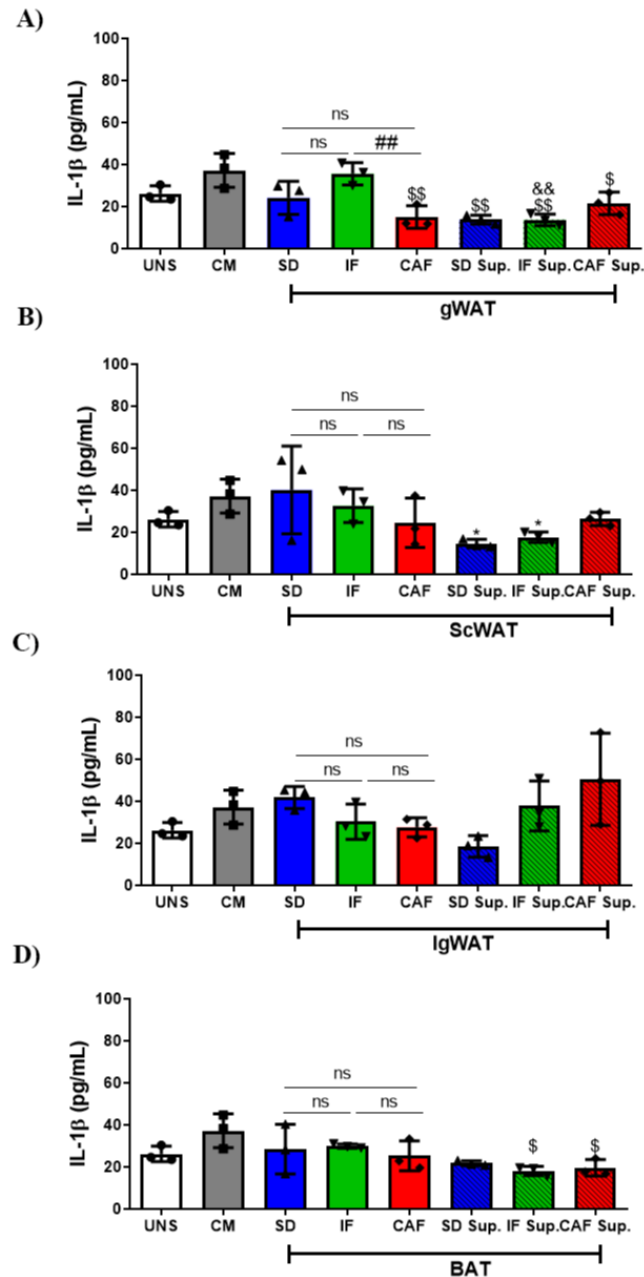 A)
IL-1β (pg/mL)
100
80
60
40
20
0
ns
ns
##
$$
$$
&&
$$
$
UNS CM SD IF CAF SD Sup. IF Sup. CAF Sup.
gWAT
B)
IL-1β (pg/mL)
100
80
60
40
20
0
ns
ns
ns
*
*
UNS CM SD IF CAF SD Sup. IF Sup. CAF Sup.
ScWAT
C)
IL-1β (pg/mL)
100
80
60
40
20
0
ns
ns
ns
UNS CM SD IF CAF SD Sup. IF Sup. CAF Sup.
IgWAT
D)
IL-1β (pg/mL)
100
80
60
40
20
0
ns
ns
ns
$
$
UNS CM SD IF CAF SD Sup. IF Sup. CAF Sup.
BAT